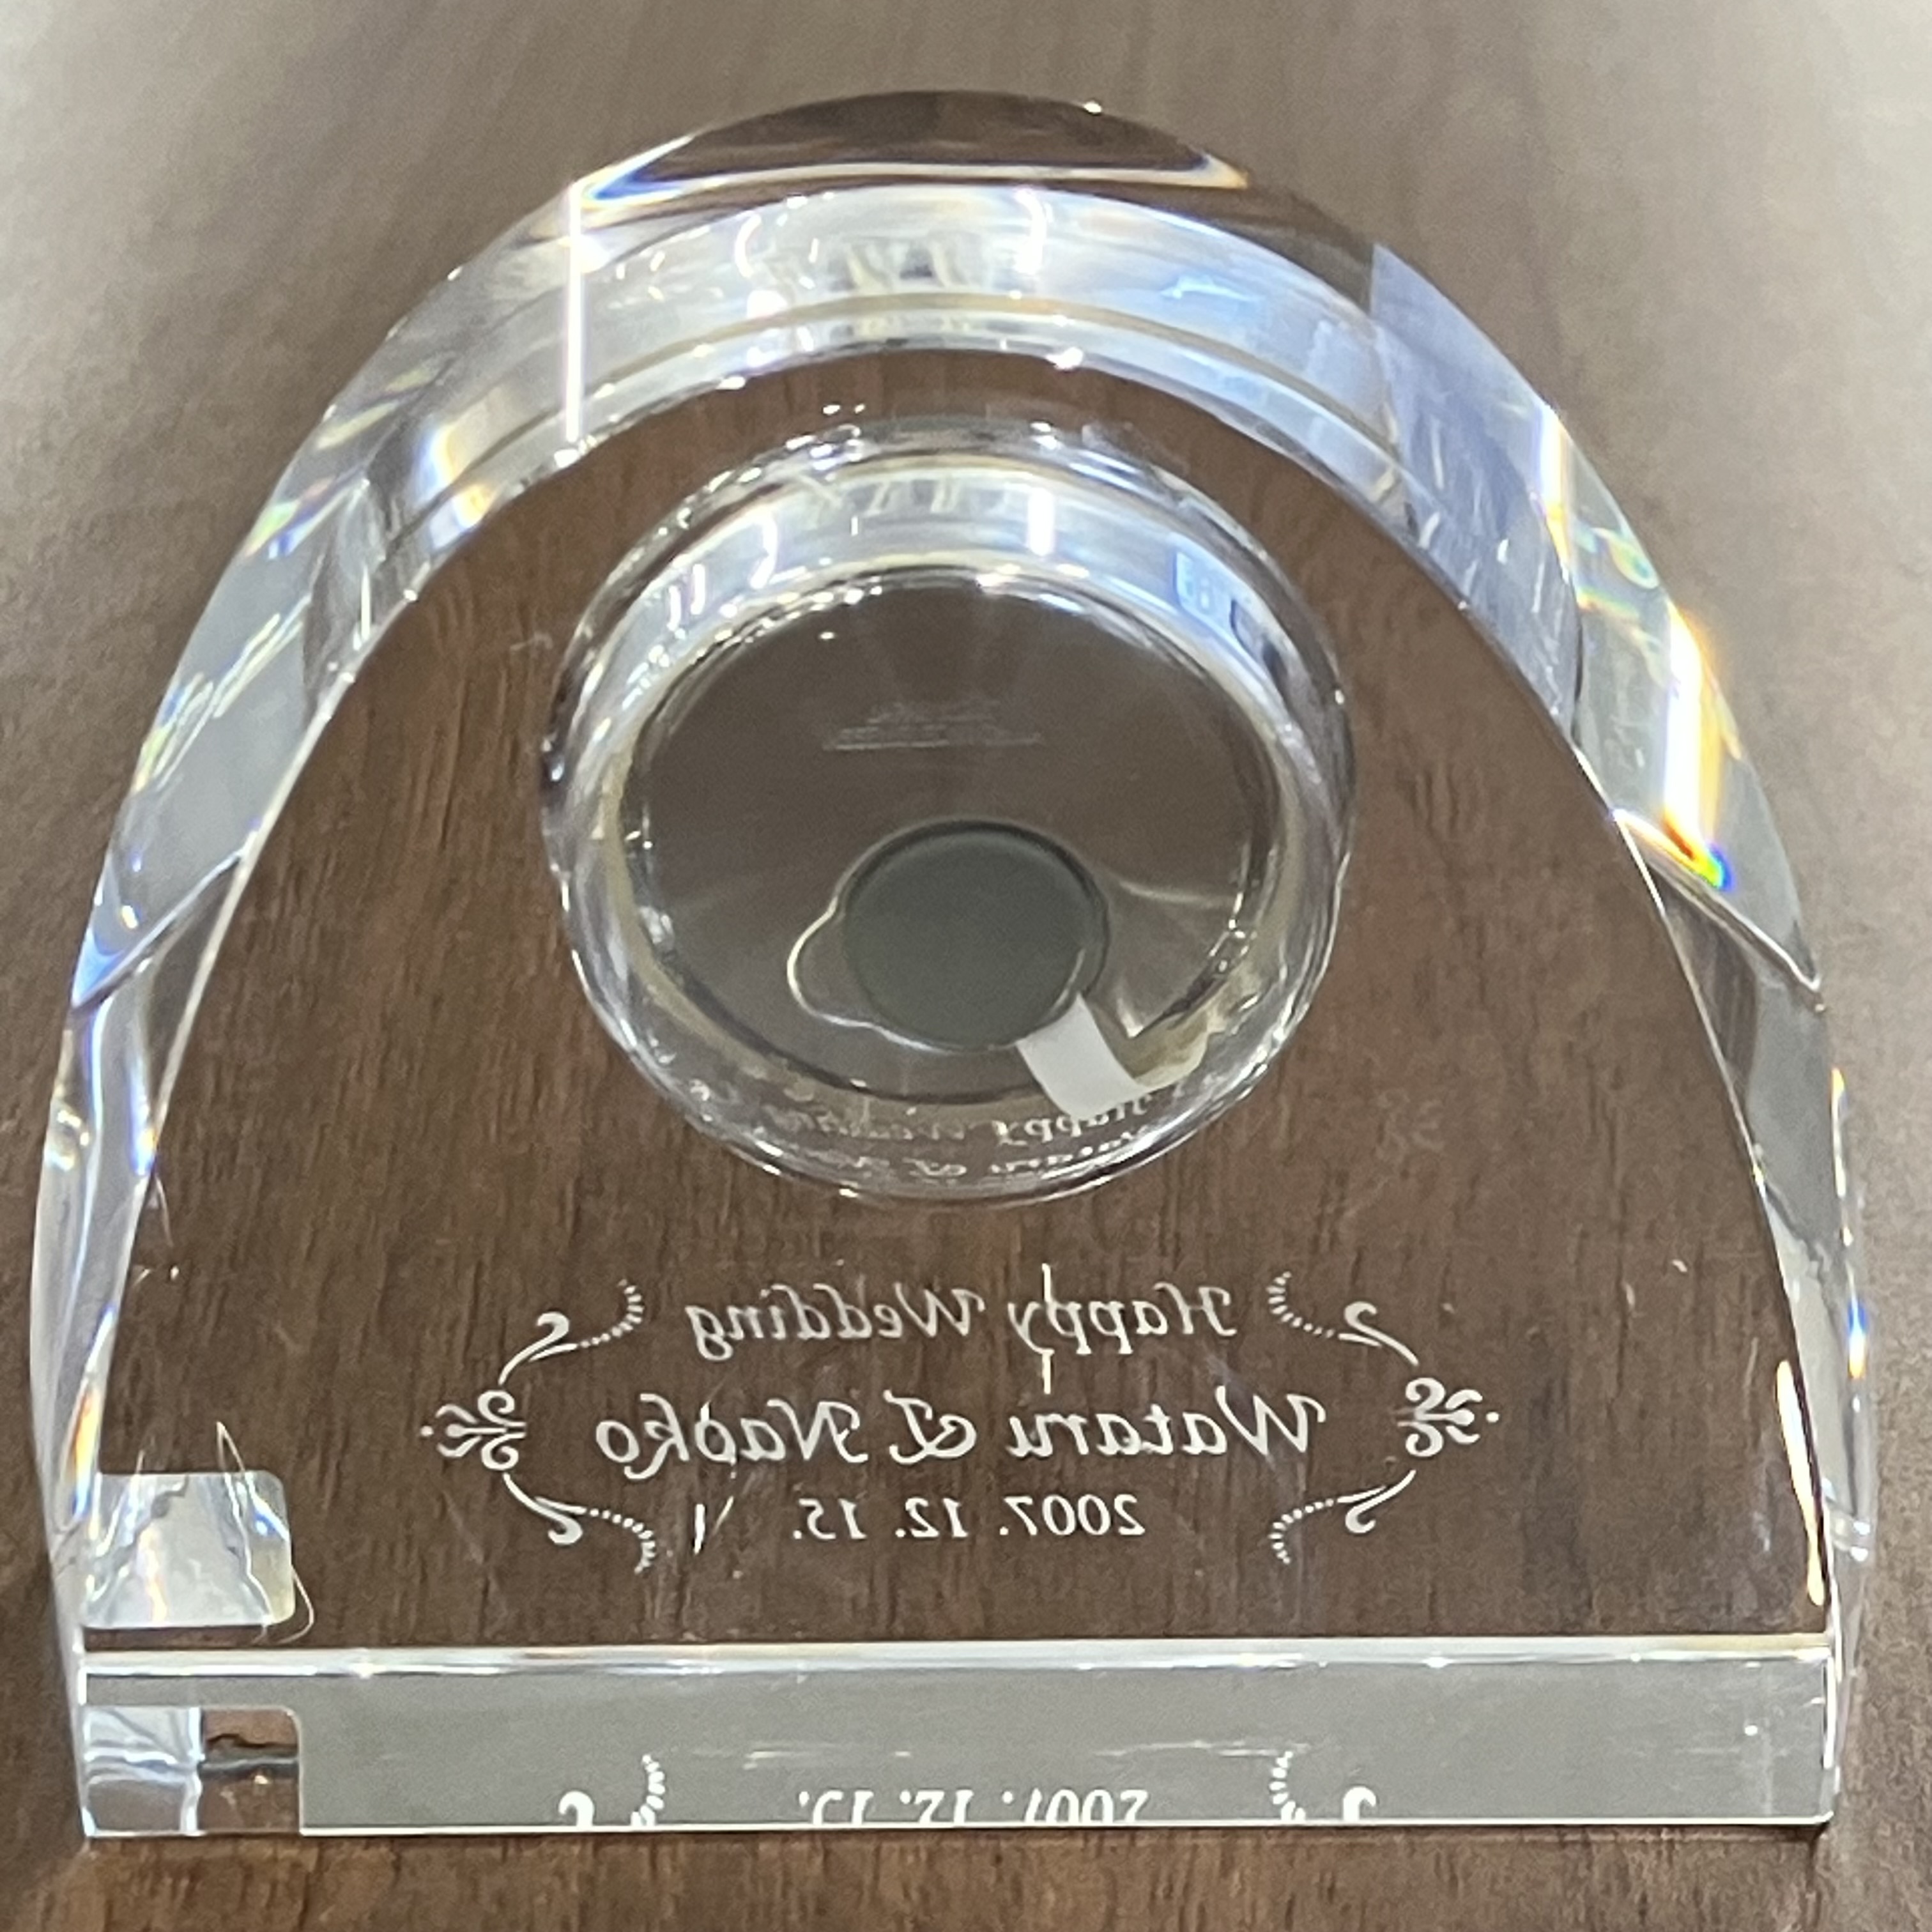 Happy Wedding
Wataru & Naoko
2007. 12. 15.